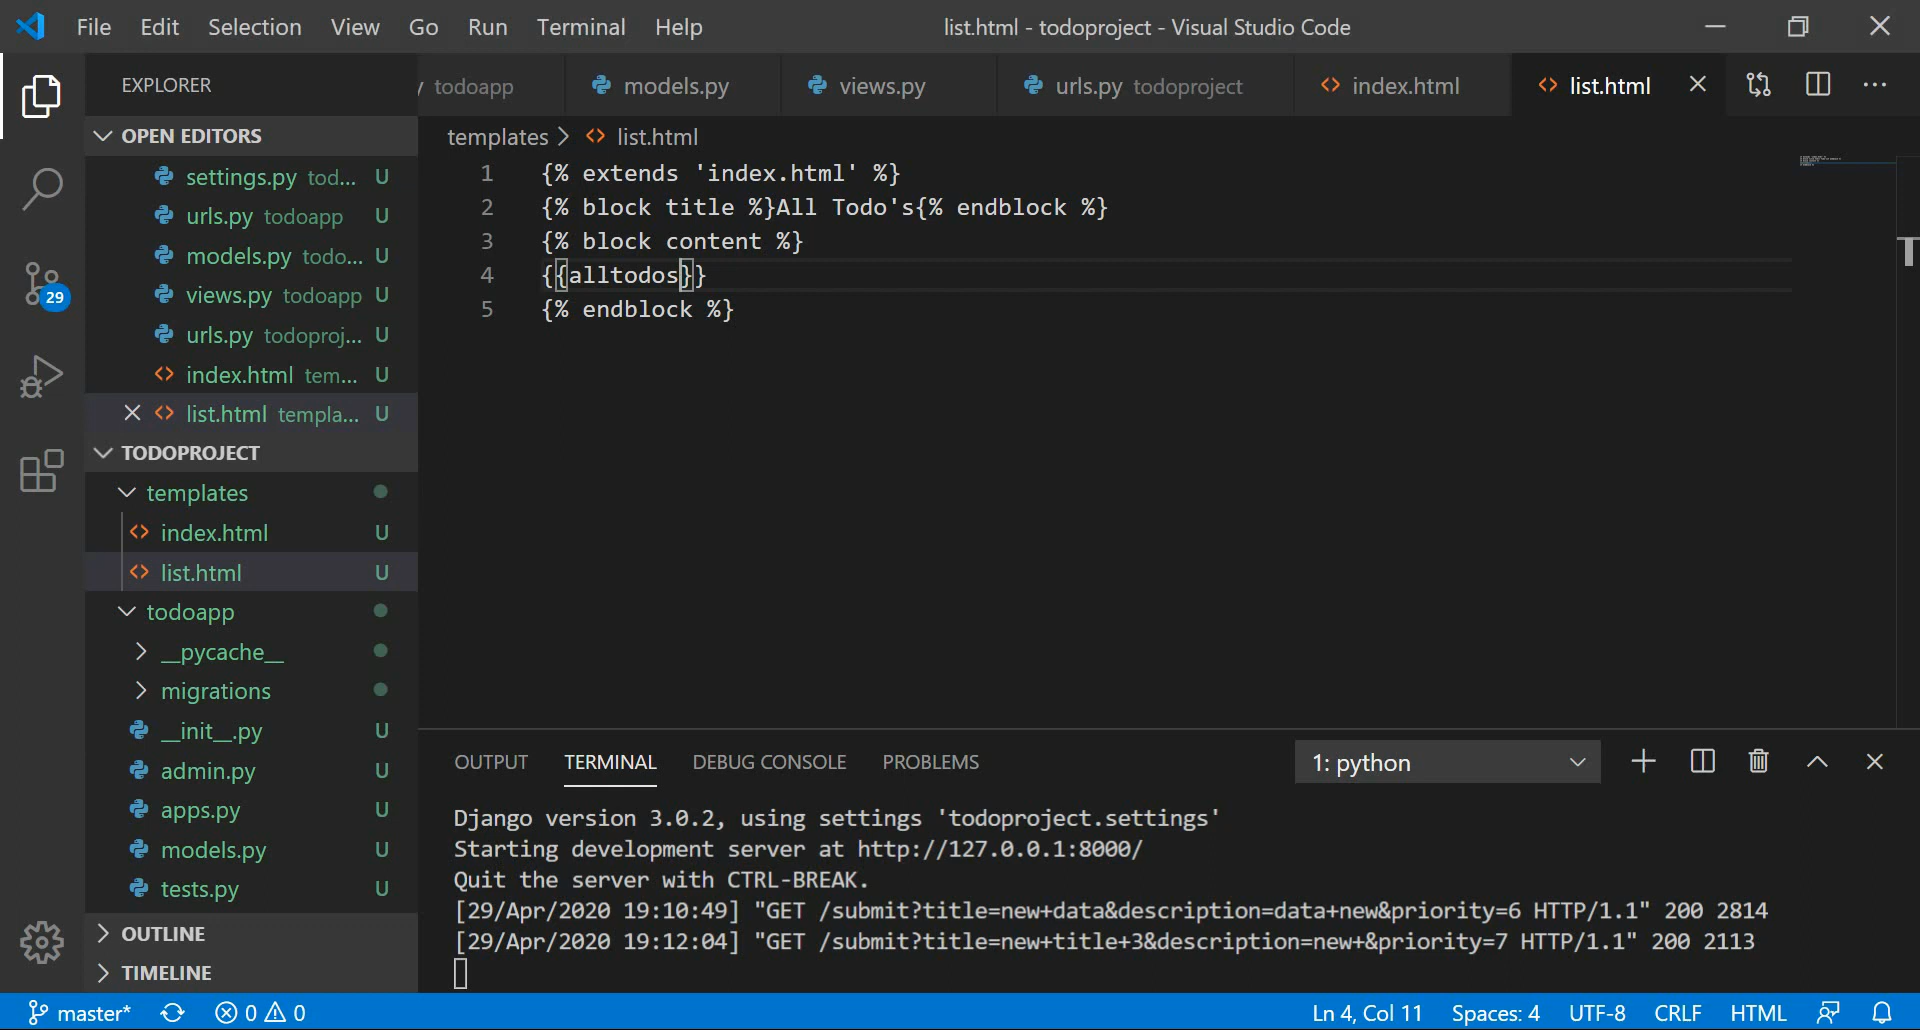 File Edit Selection View Go Run Terminal Help list.html - todoproject - Visual Studio Code
EXPLORER
todoapp models.py views.py urls.py todoproject index.html list.html
OPEN EDITORS
settings.py tod... U
urls.py todoapp U
models.py todo... U
views.py todoapp U
urls.py todoproj... U
index.html tem... U
list.html templa... U
TODOPROJECT
templates
index.html U
list.html U
todoapp
__pycache__
migrations
__init__.py U
admin.py U
apps.py U
models.py U
tests.py U
OUTLINE
TIMELINE
29
templates > list.html
1 {% extends 'index.html' %}
2 {% block title %}All Todo's{% endblock %}
3 {% block content %}
4 {{alltodos}}
5 {% endblock %}
OUTPUT TERMINAL DEBUG CONSOLE PROBLEMS 1: python
Django version 3.0.2, using settings 'todoproject.settings'
Starting development server at http://127.0.0.1:8000/
Quit the server with CTRL-BREAK.
[29/Apr/2020 19:10:49] "GET /submit?title=new+data&description=data+new&priority=6 HTTP/1.1" 200 2814
[29/Apr/2020 19:12:04] "GET /submit?title=new+title+3&description=new+&priority=7 HTTP/1.1" 200 2113
master* 0 0 Ln 4, Col 11 Spaces: 4 UTF-8 CRLF HTML